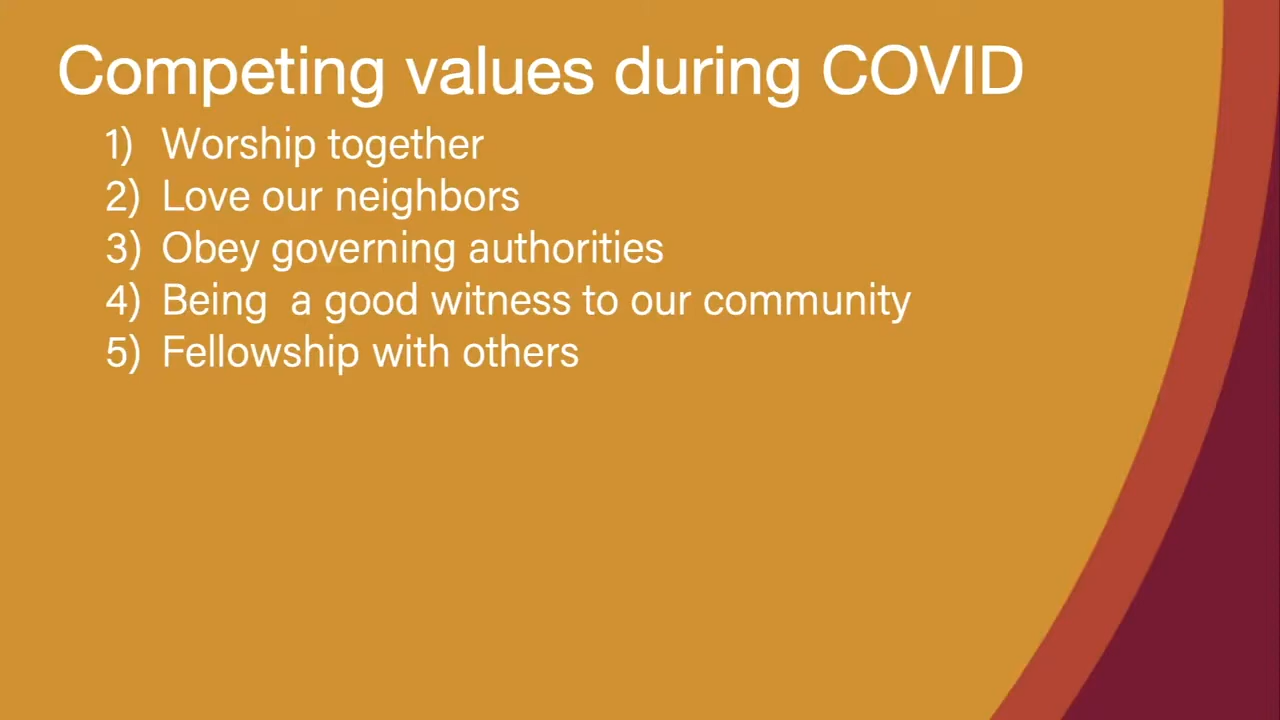 Competing values during COVID
1) Worship together
2) Love our neighbors
3) Obey governing authorities
4) Being  a good witness to our community
5) Fellowship with others